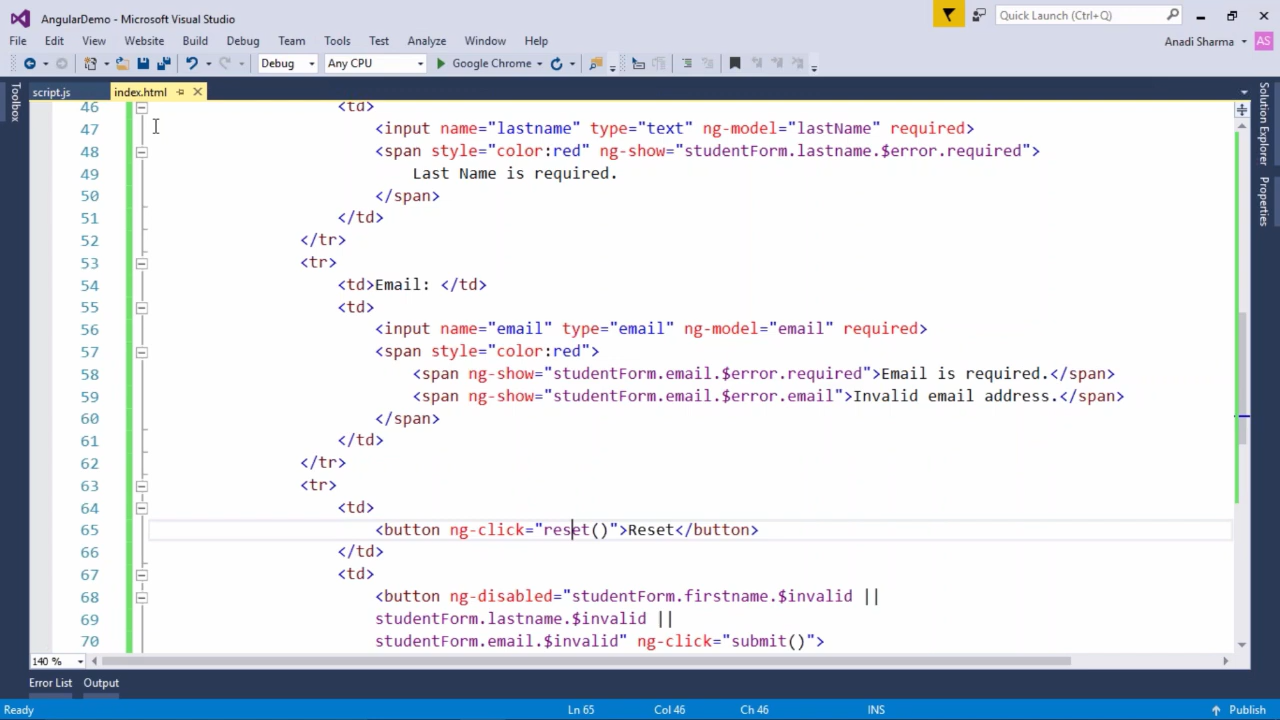 AngularDemo - Microsoft Visual Studio
Quick Launch (Ctrl+Q)
File Edit View Website Build Debug Team Tools Test Analyze Window Help
Anadi Sharma AS
Debug Any CPU Google Chrome
Toolbox
script.js index.html
Solution Explorer
Properties
46 <td>
47 <input name="lastname" type="text" ng-model="lastName" required>
48 <span style="color:red" ng-show="studentForm.lastname.$error.required">
49 Last Name is required.
50 </span>
51 </td>
52 </tr>
53 <tr>
54 <td>Email: </td>
55 <td>
56 <input name="email" type="email" ng-model="email" required>
57 <span style="color:red">
58 <span ng-show="studentForm.email.$error.required">Email is required.</span>
59 <span ng-show="studentForm.email.$error.email">Invalid email address.</span>
60 </span>
61 </td>
62 </tr>
63 <tr>
64 <td>
65 <button ng-click="reset()">Reset</button>
66 </td>
67 <td>
68 <button ng-disabled="studentForm.firstname.$invalid ||
69 studentForm.lastname.$invalid ||
70 studentForm.email.$invalid" ng-click="submit()">
140 %
Error List Output
Ready Ln 65 Col 46 Ch 46 INS Publish